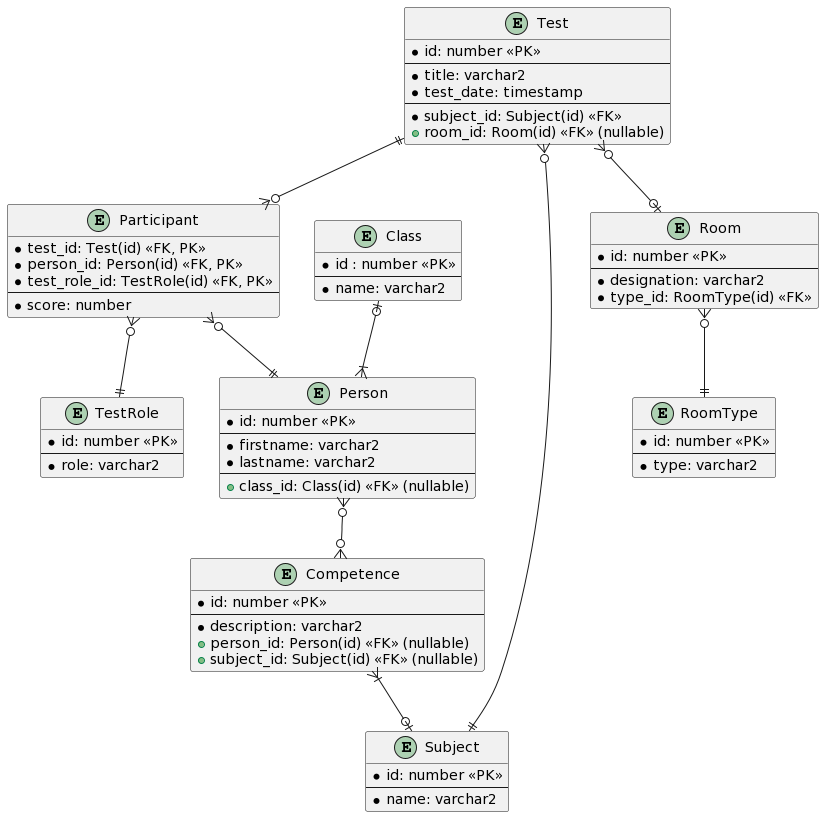 E Test
id: number «PK»
title: varchar2
test_date: timestamp
subject_id: Subject(id) «FK»
room_id: Room(id) «FK» (nullable)
E Participant
test_id: Test(id) «FK, PK»
person_id: Person(id) «FK, PK»
test_role_id: TestRole(id) «FK, PK»
score: number
E Class
id : number «PK»
name: varchar2
E Room
id: number «PK»
designation: varchar2
type_id: RoomType(id) «FK»
E TestRole
id: number «PK»
role: varchar2
E Person
id: number «PK»
firstname: varchar2
lastname: varchar2
class_id: Class(id) «FK» (nullable)
E RoomType
id: number «PK»
type: varchar2
E Competence
id: number «PK»
description: varchar2
person_id: Person(id) «FK» (nullable)
subject_id: Subject(id) «FK» (nullable)
E Subject
id: number «PK»
name: varchar2